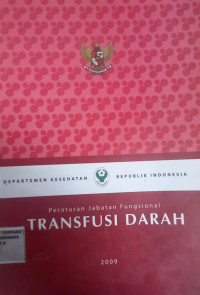 DEPARTEMEN KESEHATAN REPUBLIK INDONESIA
Peraturan Jabatan Fungsional
TRANSFUSI DARAH
2009